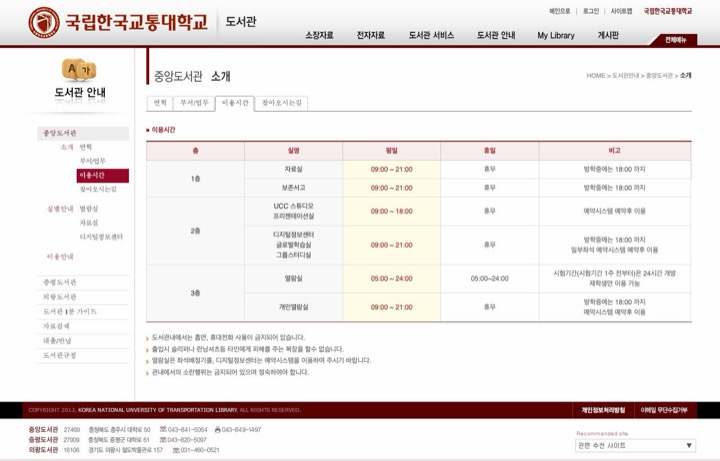 국립한국교통대학교 도서관
메인으로 | 로그인 | 사이트맵 국립한국교통대학교
소장자료 전자자료 도서관 서비스 도서관 안내 My Library 게시판
전체메뉴
A 가
도서관 안내
중앙도서관 소개
HOME > 도서관안내 > 중앙도서관 > 소개
연혁 부서/업무 이용시간 찾아오시는길
중앙도서관
소개 연혁
부서/업무
이용시간
찾아오시는길
실별안내 열람실
자료실
디지털정보센터
이용안내
증평도서관
의왕도서관
도서관 1분 가이드
자료검색
대출/반납
도서관규정
이용시간
층 실명 평일 휴일 비고
1층 자료실 09:00 ~ 21:00 휴무 방학중에는 18:00 까지
보존서고 09:00 ~ 21:00 휴무 방학중에는 18:00 까지
2층 UCC 스튜디오
프리젠테이션실 09:00 ~ 18:00 휴무 예약시스템 예약후 이용
디지털정보센터
글로벌학습실
그룹스터디실 09:00 ~ 21:00 휴무 방학중에는 18:00 까지
일부좌석 예약시스템 예약후 이용
3층 열람실 05:00 ~ 24:00 05:00~24:00 시험기간(시험기간 1주 전부터)은 24시간 개방
재학생만 이용 가능
개인열람실 09:00 ~ 21:00 휴무 방학중에는 18:00 까지
예약시스템 예약후 이용
도서관내에서는 흡연, 휴대전화 사용이 금지되어 있습니다.
출입시 슬리퍼나 런닝셔츠등 타인에게 피해를 주는 복장을 할수 없습니다.
열람실은 좌석배정기를, 디지털정보센터는 예약시스템을 이용하여 주시기 바랍니다.
관내에서의 소란행위는 금지되어 있으며 정숙하여야 합니다.
COPYRIGHT 2013. KOREA NATIONAL UNVERSITY OF TRANSPORTATION LIBRARY. ALL RIGHTS RESERVED.
개인정보처리방침 이메일 무단수집거부
중앙도서관 27469 충청북도 충주시 대학로 50 ☏043-841-5064 043-849-1497
증평도서관 27909 충청북도 증평군 대학로 61 ☏043-820-5097
의왕도서관 16106 경기도 의왕시 철도박물관로 157 ☏031-460-0521
Recommanded site
관련 추천 사이트